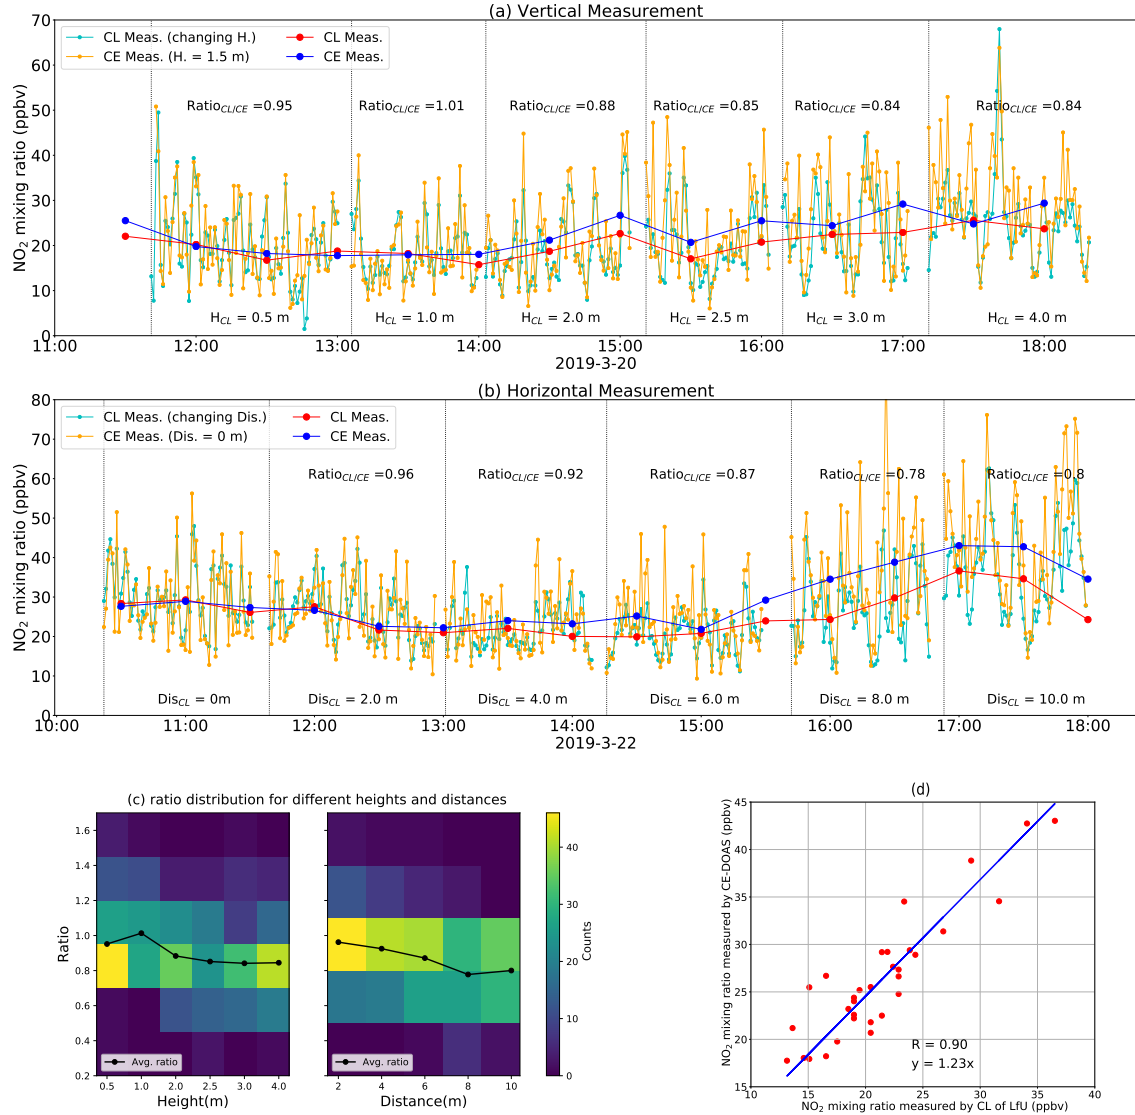 (a) Vertical Measurement
NO2 mixing ratio (ppbv)
70
60
50
40
30
20
10
0
CL Meas. (changing H.)
CE Meas. (H. = 1.5 m)
CL Meas.
CE Meas.
RatioCL/CE =0.95
RatioCL/CE =1.01
RatioCL/CE =0.88
RatioCL/CE =0.85
RatioCL/CE =0.84
RatioCL/CE =0.84
HCL = 0.5 m
HCL = 1.0 m
HCL = 2.0 m
HCL = 2.5 m
HCL = 3.0 m
HCL = 4.0 m
11:00 12:00 13:00 14:00 15:00 16:00 17:00 18:00
2019-3-20
(b) Horizontal Measurement
NO2 mixing ratio (ppbv)
80
70
60
50
40
30
20
10
0
CL Meas. (changing Dis.)
CE Meas. (Dis. = 0 m)
CL Meas.
CE Meas.
RatioCL/CE =0.96
RatioCL/CE =0.92
RatioCL/CE =0.87
RatioCL/CE =0.78
RatioCL/CE =0.8
DisCL = 0m
DisCL = 2.0 m
DisCL = 4.0 m
DisCL = 6.0 m
DisCL = 8.0 m
DisCL = 10.0 m
10:00 11:00 12:00 13:00 14:00 15:00 16:00 17:00 18:00
2019-3-22
(c) ratio distribution for different heights and distances
Ratio
1.6
1.4
1.2
1.0
0.8
0.6
0.4
0.2
Avg. ratio
0.5 1.0 2.0 2.5 3.0 4.0
Height(m)
Avg. ratio
2 4 6 8 10
Distance(m)
40
30
20
10
0
Counts
(d)
NO2 mixing ratio measured by CE-DOAS (ppbv)
45
40
35
30
25
20
15
R = 0.90
y = 1.23x
10 15 20 25 30 35 40
NO2 mixing ratio measured by CL of LfU (ppbv)